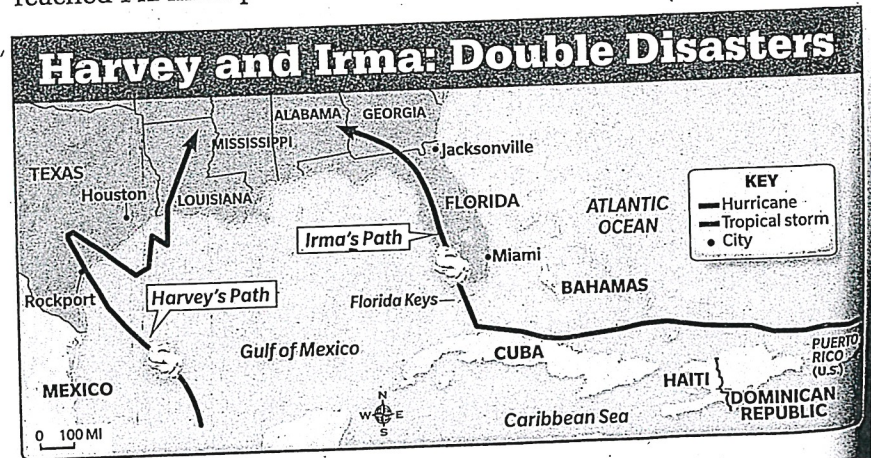 Harvey and Irma: Double Disasters
ALABAMA
GEORGIA
MISSISSIPPI
Jacksonville
TEXAS
Houston
LOUISIANA
FLORIDA
ATLANTIC
OCEAN
KEY
Hurricane
Tropical storm
City
Irma's Path
Miami
BAHAMAS
Rockport
Harvey's Path
Florida Keys
Gulf of Mexico
CUBA
PUERTO
RICO
(U.S.)
MEXICO
HAITI
DOMINICAN
REPUBLIC
N
W E
S
Caribbean Sea
0 100 MI